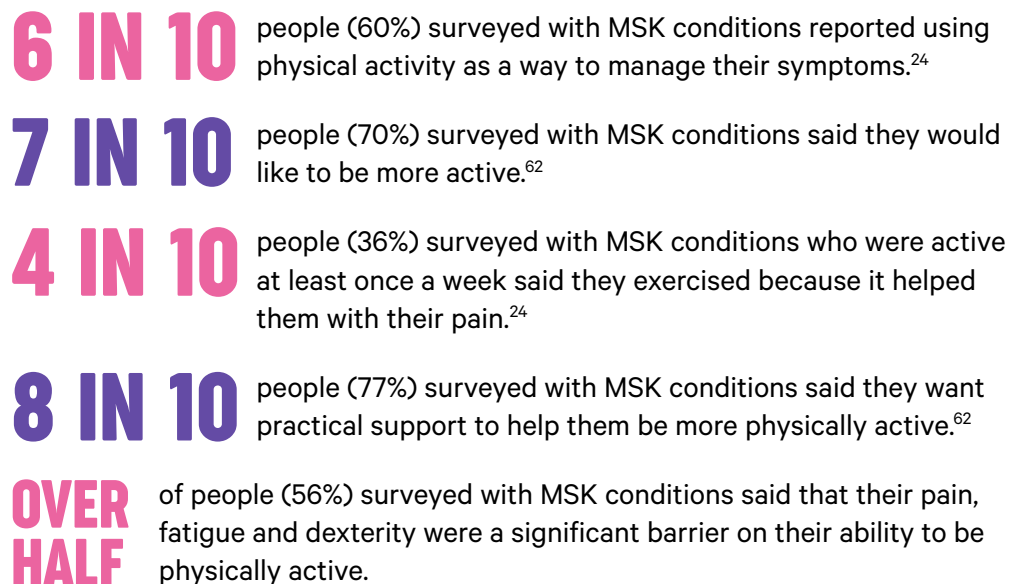 6 IN 10
people (60%) surveyed with MSK conditions reported using
physical activity as a way to manage their symptoms.²⁴
7 IN 10
people (70%) surveyed with MSK conditions said they would
like to be more active.⁶²
4 IN 10
people (36%) surveyed with MSK conditions who were active
at least once a week said they exercised because it helped
them with their pain.²⁴
8 IN 10
people (77%) surveyed with MSK conditions said they want
practical support to help them be more physically active.⁶²
OVER
HALF
of people (56%) surveyed with MSK conditions said that their pain,
fatigue and dexterity were a significant barrier on their ability to be
physically active.